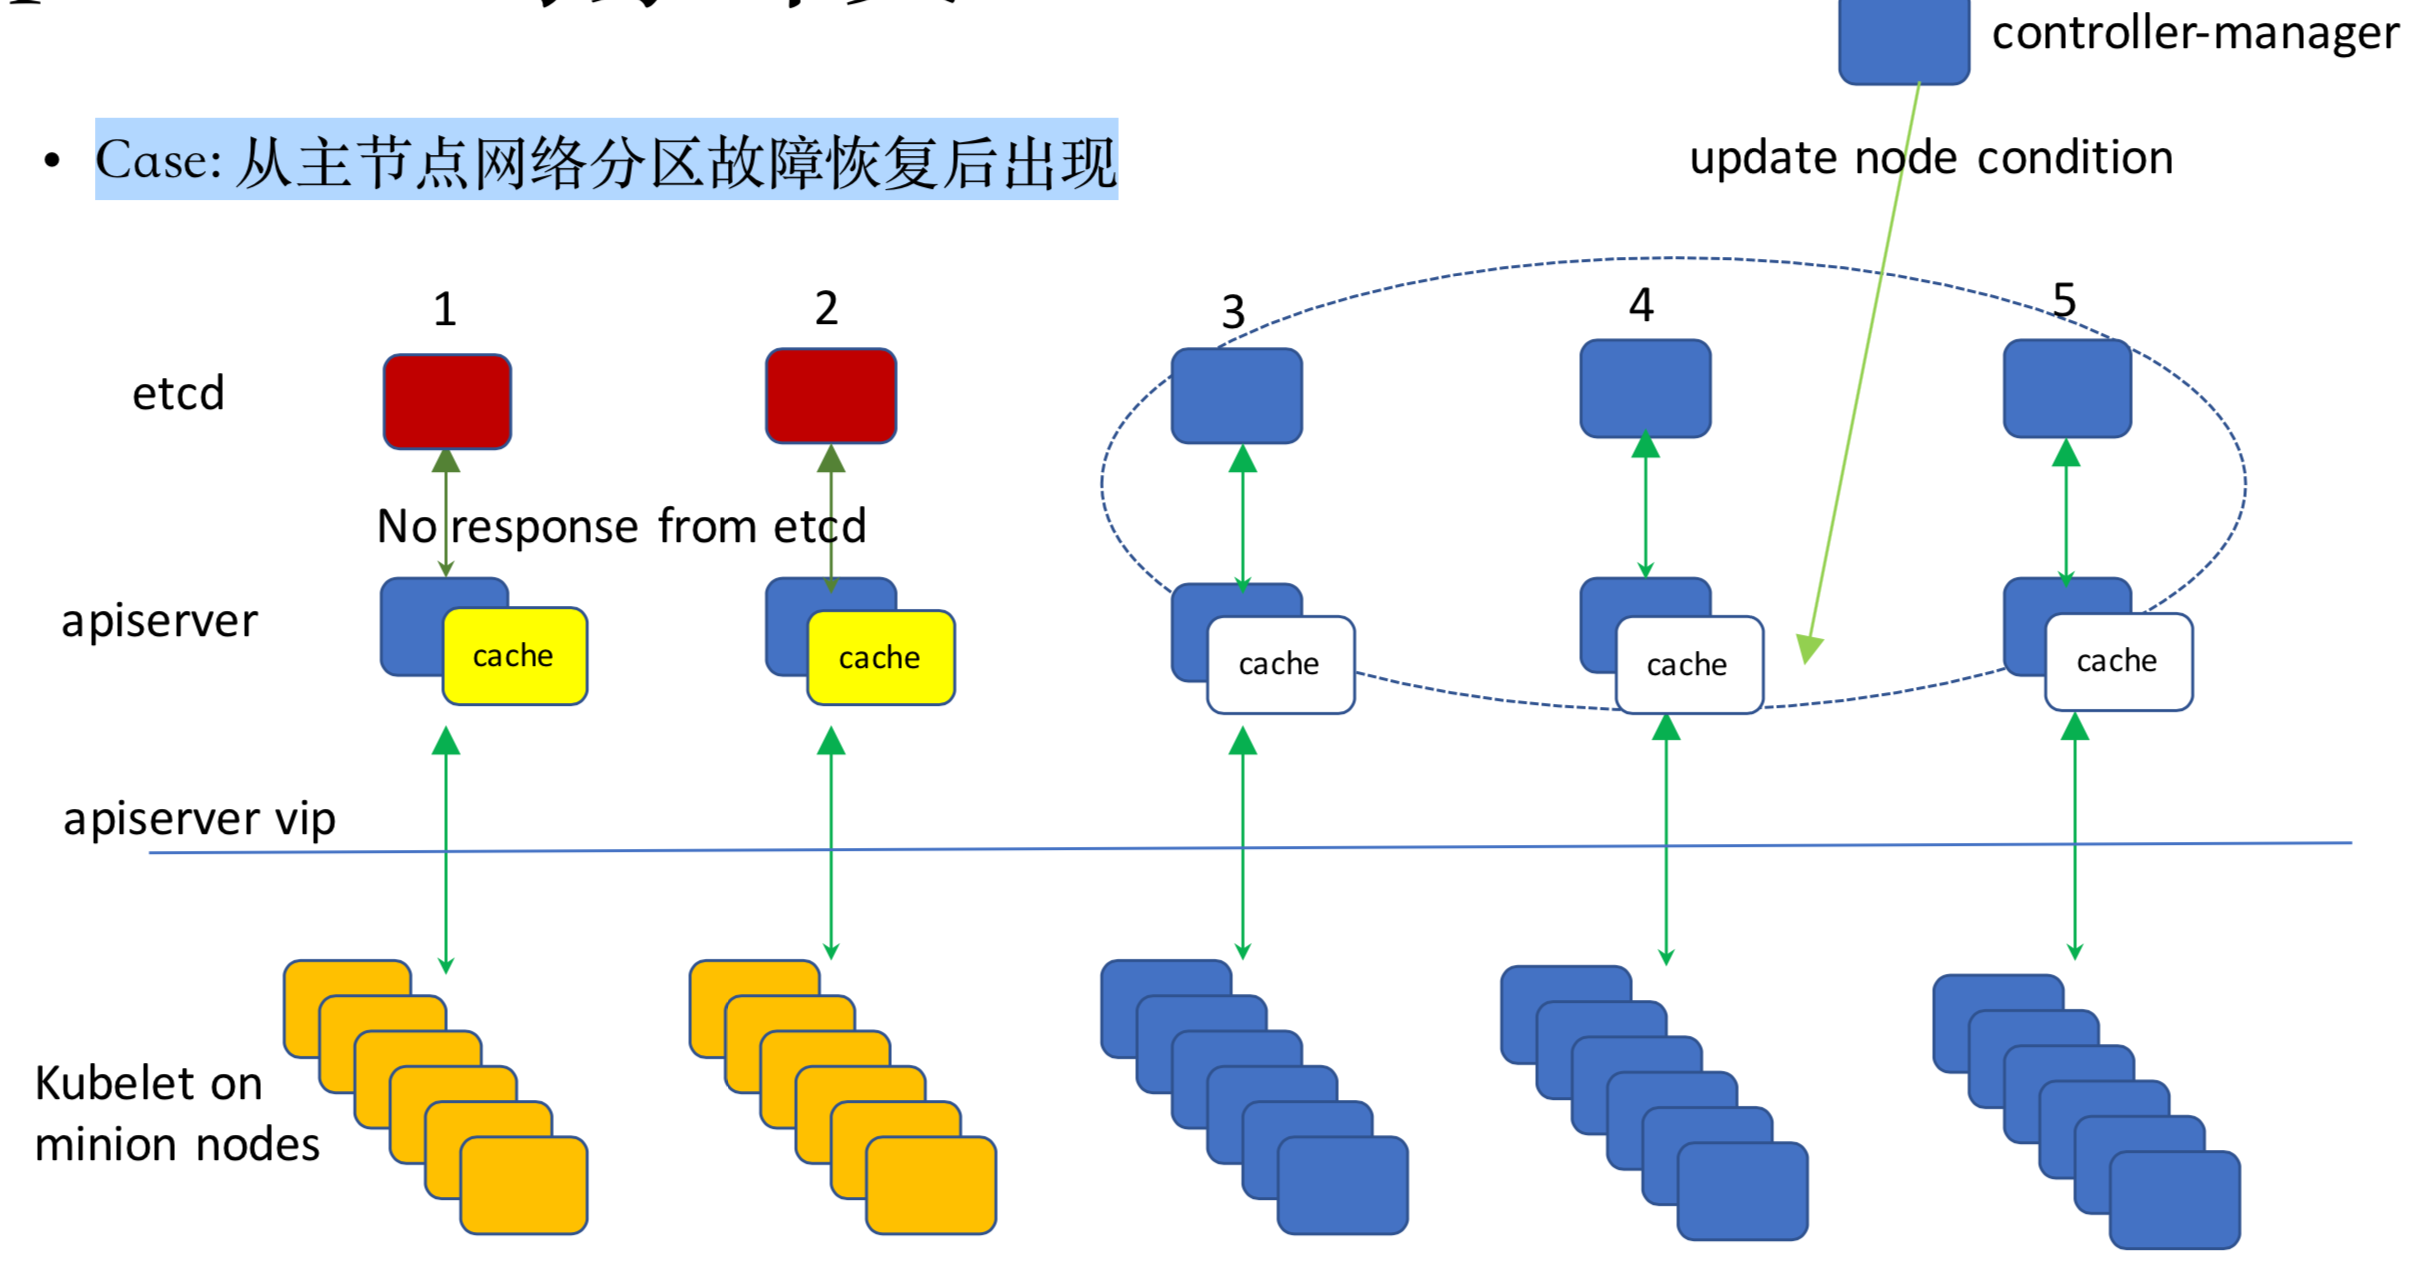 controller-manager
• Case: 从主节点网络分区故障恢复后出现
update node condition
1
2
3
4
5
etcd
No response from etcd
apiserver
cache
cache
cache
cache
cache
apiserver vip
Kubelet on
minion nodes